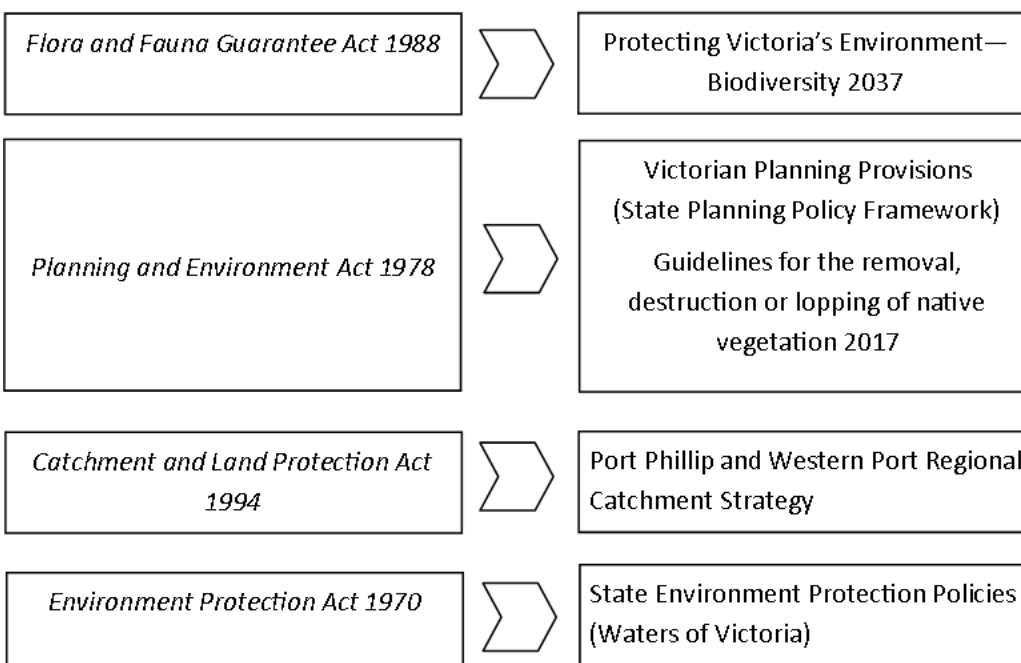 Flora and Fauna Guarantee Act 1988
Protecting Victoria’s Environment—
Biodiversity 2037
Planning and Environment Act 1978
Victorian Planning Provisions
(State Planning Policy Framework)
Guidelines for the removal,
destruction or lopping of native
vegetation 2017
Catchment and Land Protection Act
1994
Port Phillip and Western Port Regional
Catchment Strategy
Environment Protection Act 1970
State Environment Protection Policies
(Waters of Victoria)